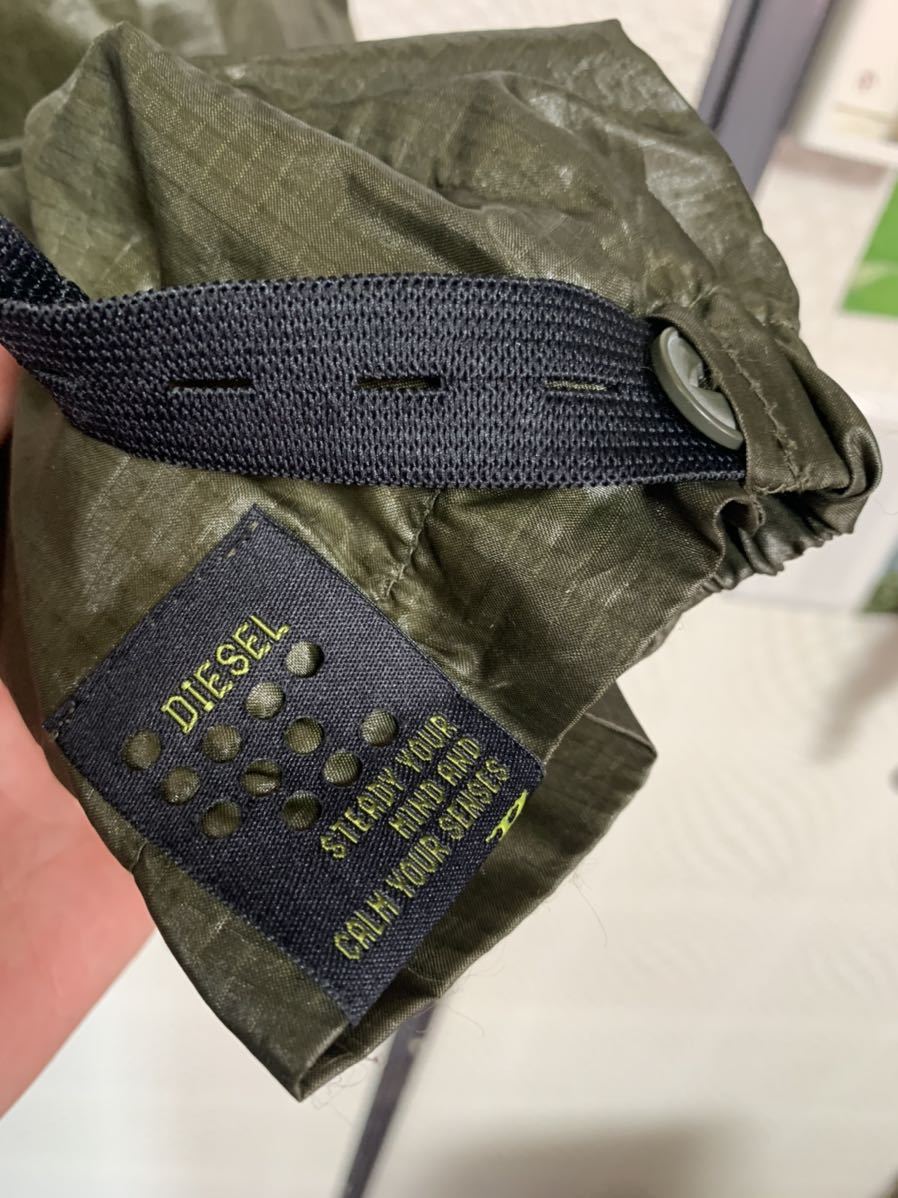 DIESEL
STEADY YOUR
MIND AND
CALM YOUR SENSES